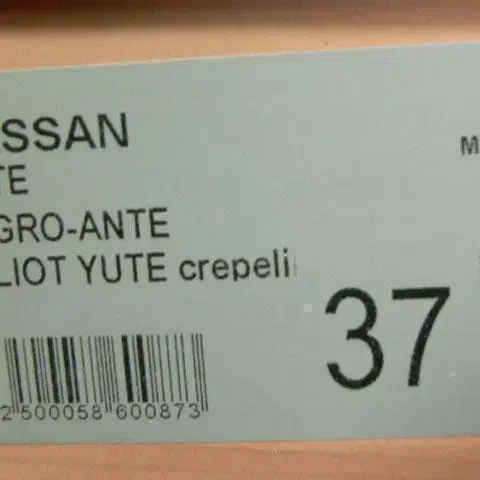 SSAN
M
TE
GRO-ANTE
LIOT YUTE crepeli
37
2 500058 600873